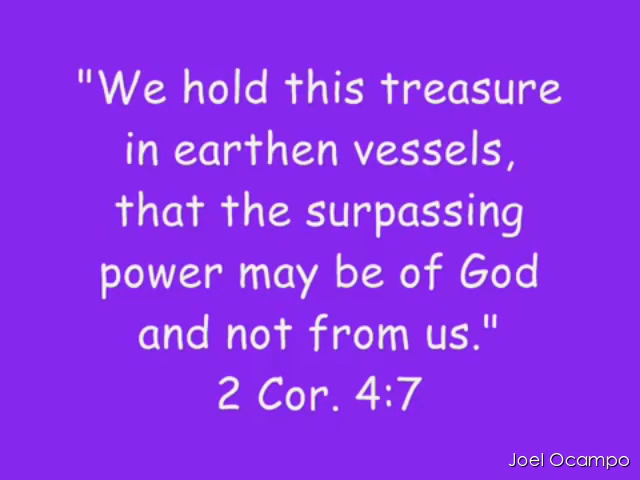 "We hold this treasure
in earthen vessels,
that the surpassing
power may be of God
and not from us."
2 Cor. 4:7
Joel Ocampo